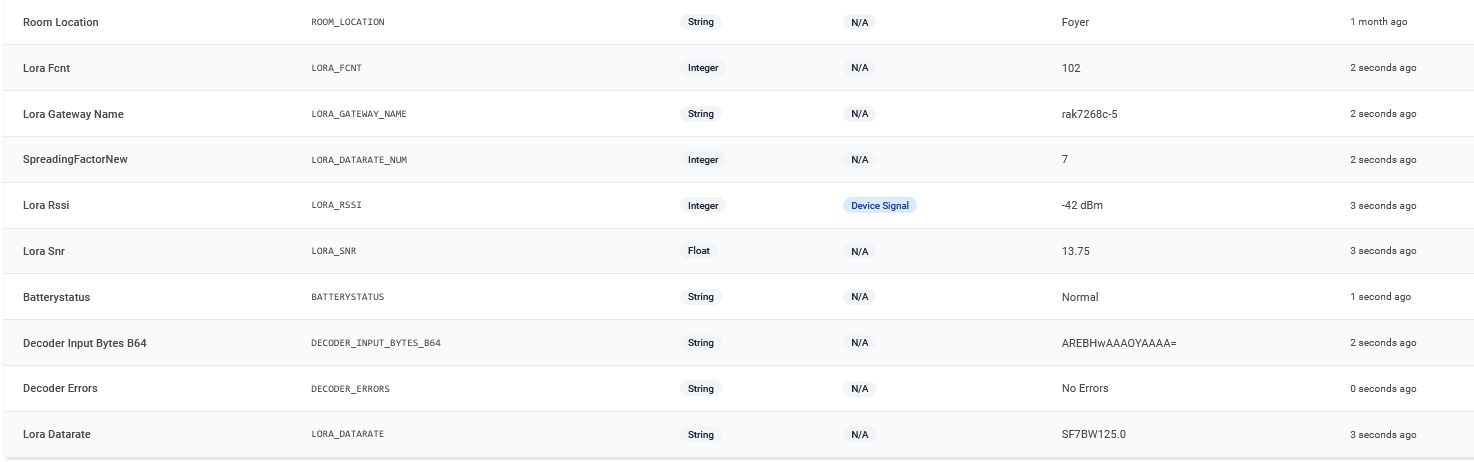 Room Location ROOM_LOCATION String N/A Foyer 1 month ago
Lora Fcnt LORA_FCNT Integer N/A 102 2 seconds ago
Lora Gateway Name LORA_GATEWAY_NAME String N/A rak7268c-5 2 seconds ago
SpreadingFactorNew LORA_DATARATE_NUM Integer N/A 7 2 seconds ago
Lora Rssi LORA_RSSI Integer Device Signal -42 dBm 3 seconds ago
Lora Snr LORA_SNR Float N/A 13.75 3 seconds ago
Batterystatus BATTERYSTATUS String N/A Normal 1 second ago
Decoder Input Bytes B64 DECODER_INPUT_BYTES_B64 String N/A AREBHwAAAOYAAAA= 2 seconds ago
Decoder Errors DECODER_ERRORS String N/A No Errors 0 seconds ago
Lora Datarate LORA_DATARATE String N/A SF7BW125.0 3 seconds ago